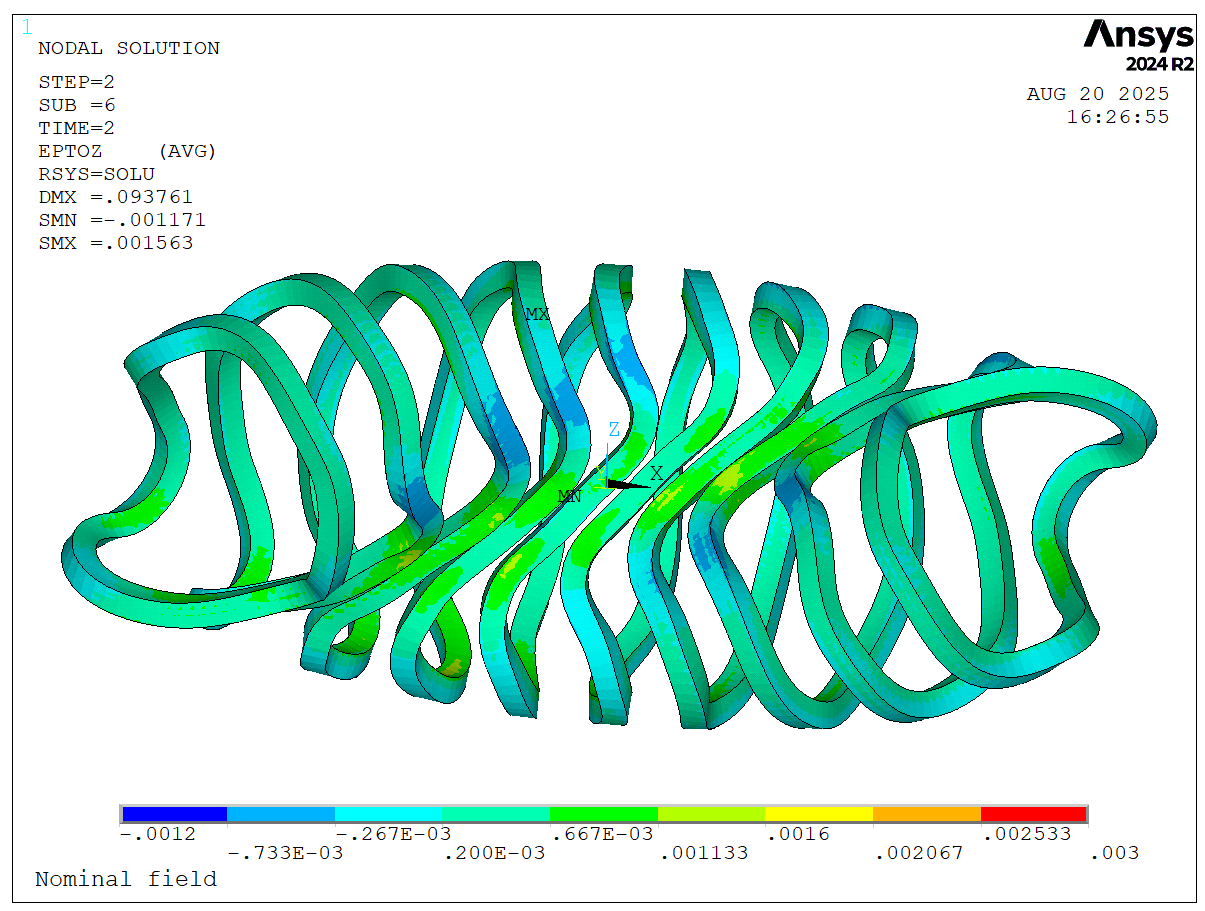 1
NODAL SOLUTION
STEP=2
SUB =6
TIME=2
EPTOZ (AVG)
RSYS=SOLU
DMX =.093761
SMN =-.001171
SMX =.001563
Ansys
2024 R2
AUG 20 2025
16:26:55
MX
Z
X
MN
-.0012 -.267E-03 .667E-03 .0016 .002533
-.733E-03 .200E-03 .001133 .002067 .003
Nominal field